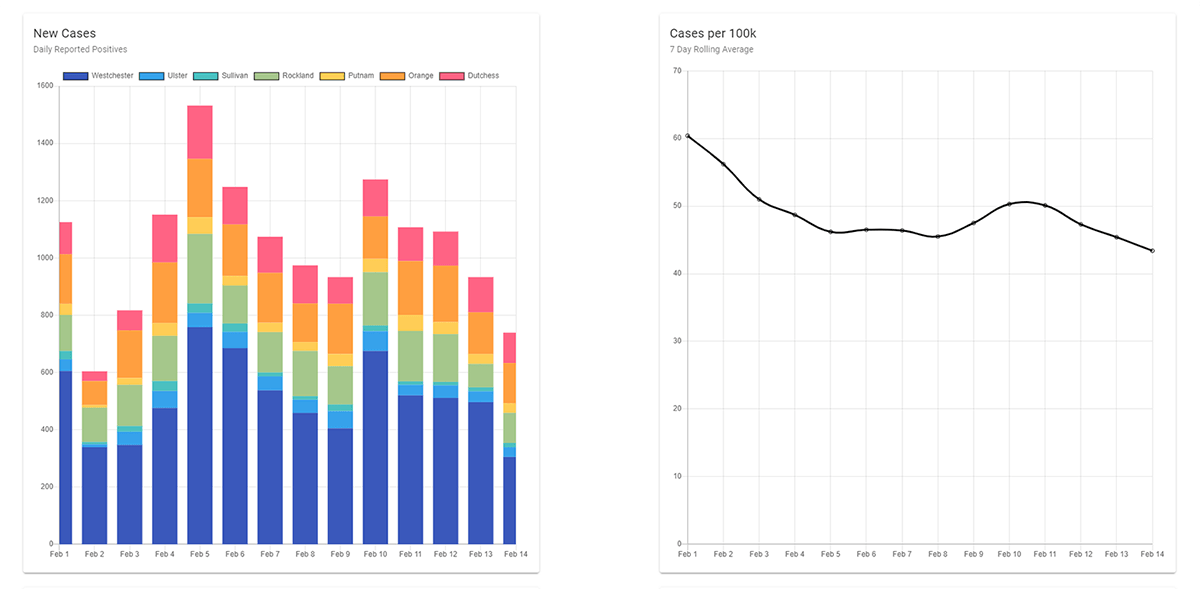 New Cases
Daily Reported Positives
Westchester Ulster Sullivan Rockland Putnam Orange Dutchess
1600
1400
1200
1000
800
600
400
200
0
Feb 1 Feb 2 Feb 3 Feb 4 Feb 5 Feb 6 Feb 7 Feb 8 Feb 9 Feb 10 Feb 11 Feb 12 Feb 13 Feb 14
Cases per 100k
7 Day Rolling Average
70
60
50
40
30
20
10
0
Feb 1 Feb 2 Feb 3 Feb 4 Feb 5 Feb 6 Feb 7 Feb 8 Feb 9 Feb 10 Feb 11 Feb 12 Feb 13 Feb 14